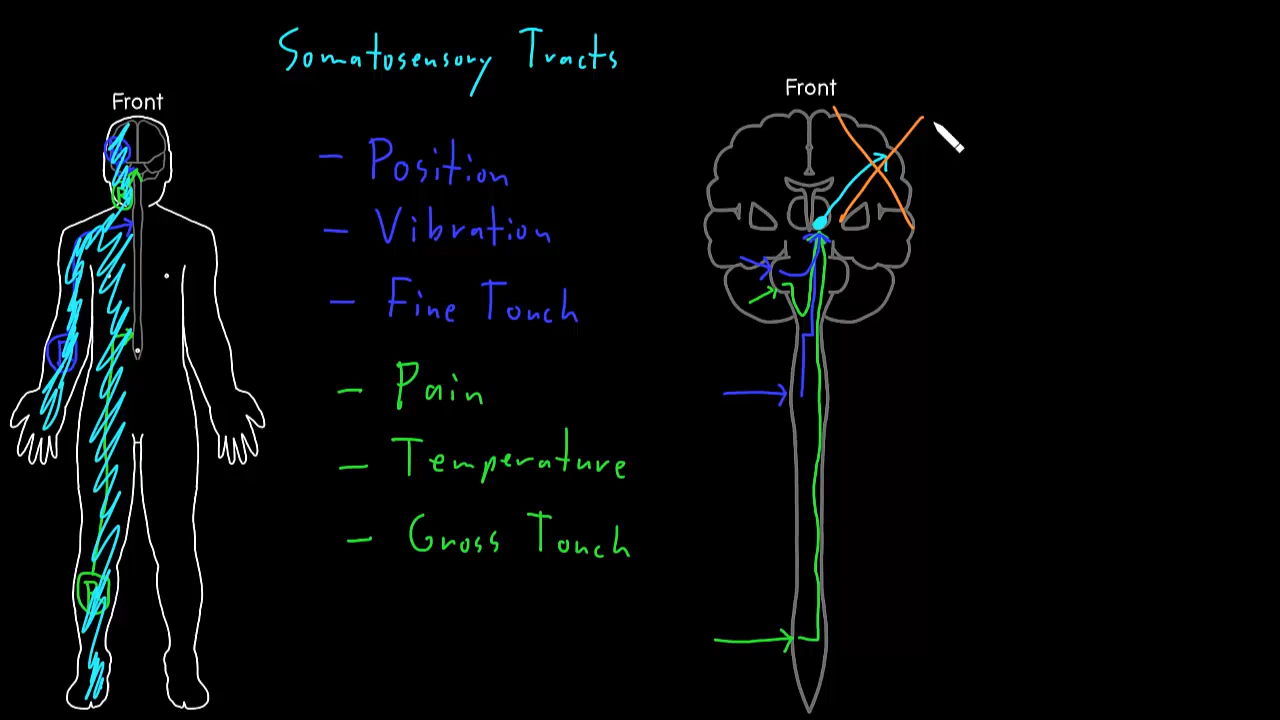 Somatosensory Tracts
Front
Front
- Position
- Vibration
- Fine Touch
- Pain
- Temperature
- Gross Touch
R
R